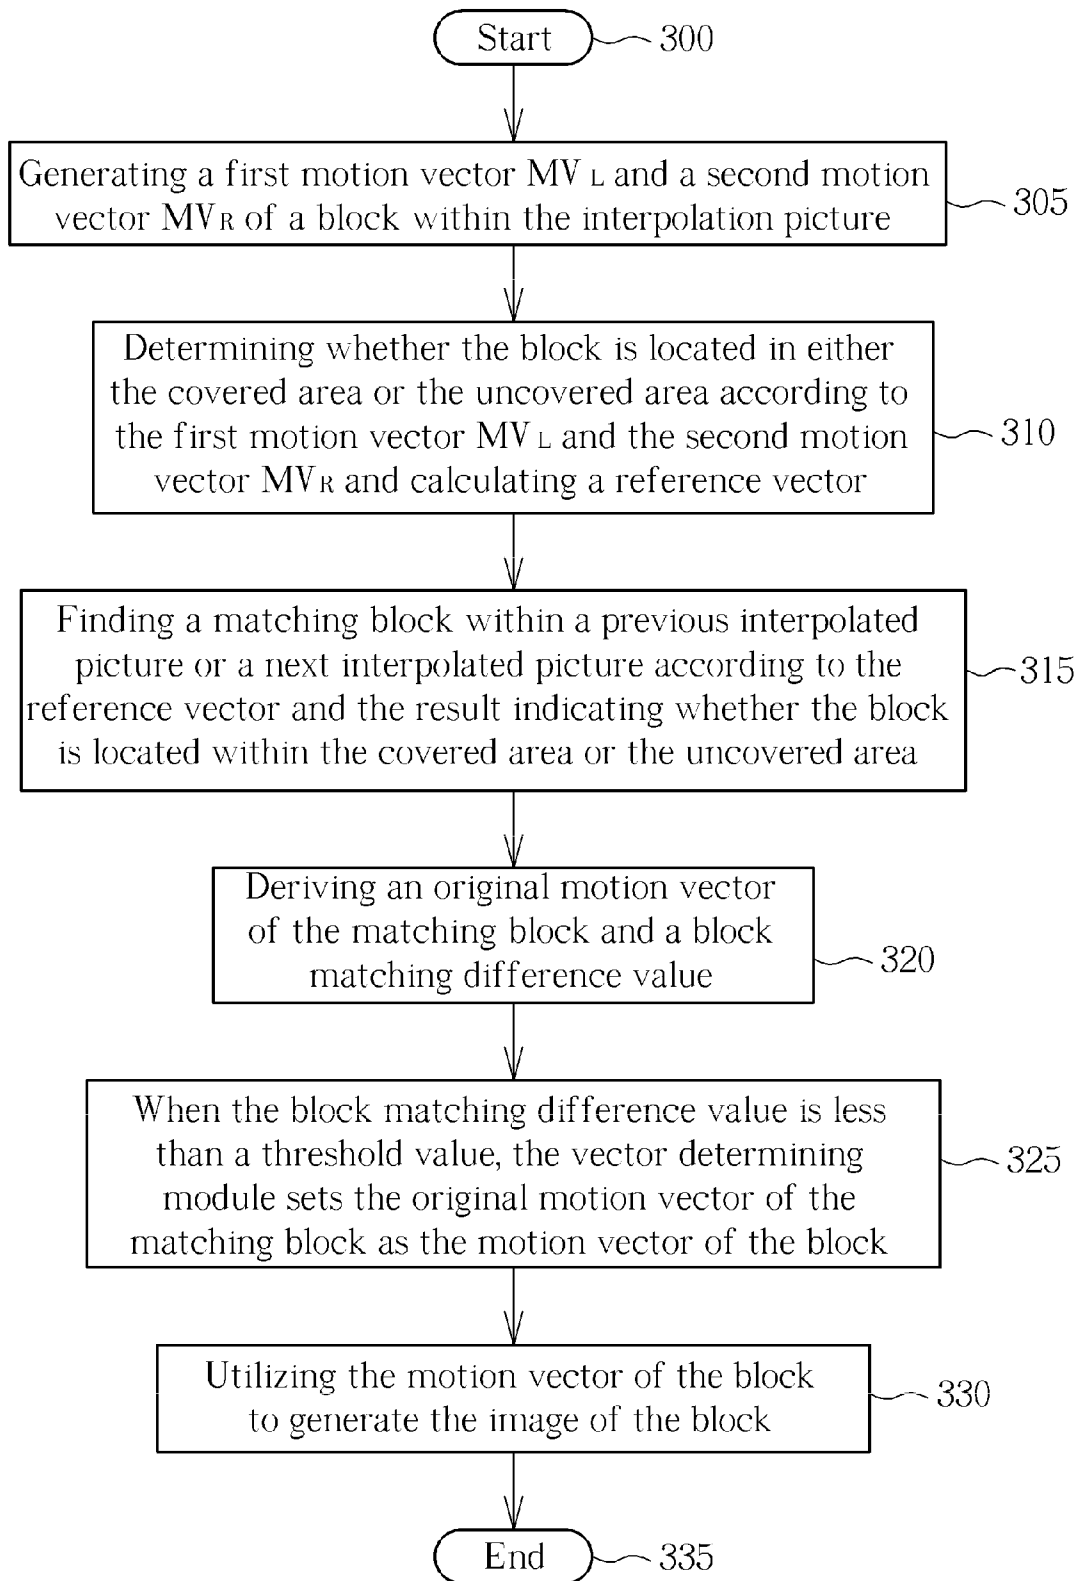 Start
300
Generating a first motion vector MV L and a second motion
vector MVR of a block within the interpolation picture
305
Determining whether the block is located in either
the covered area or the uncovered area according to
the first motion vector MV L and the second motion
vector MVR and calculating a reference vector
310
Finding a matching block within a previous interpolated
picture or a next interpolated picture according to the
reference vector and the result indicating whether the block
is located within the covered area or the uncovered area
315
Deriving an original motion vector
of the matching block and a block
matching difference value
320
When the block matching difference value is less
than a threshold value, the vector determining
module sets the original motion vector of the
matching block as the motion vector of the block
325
Utilizing the motion vector of the block
to generate the image of the block
330
End
335